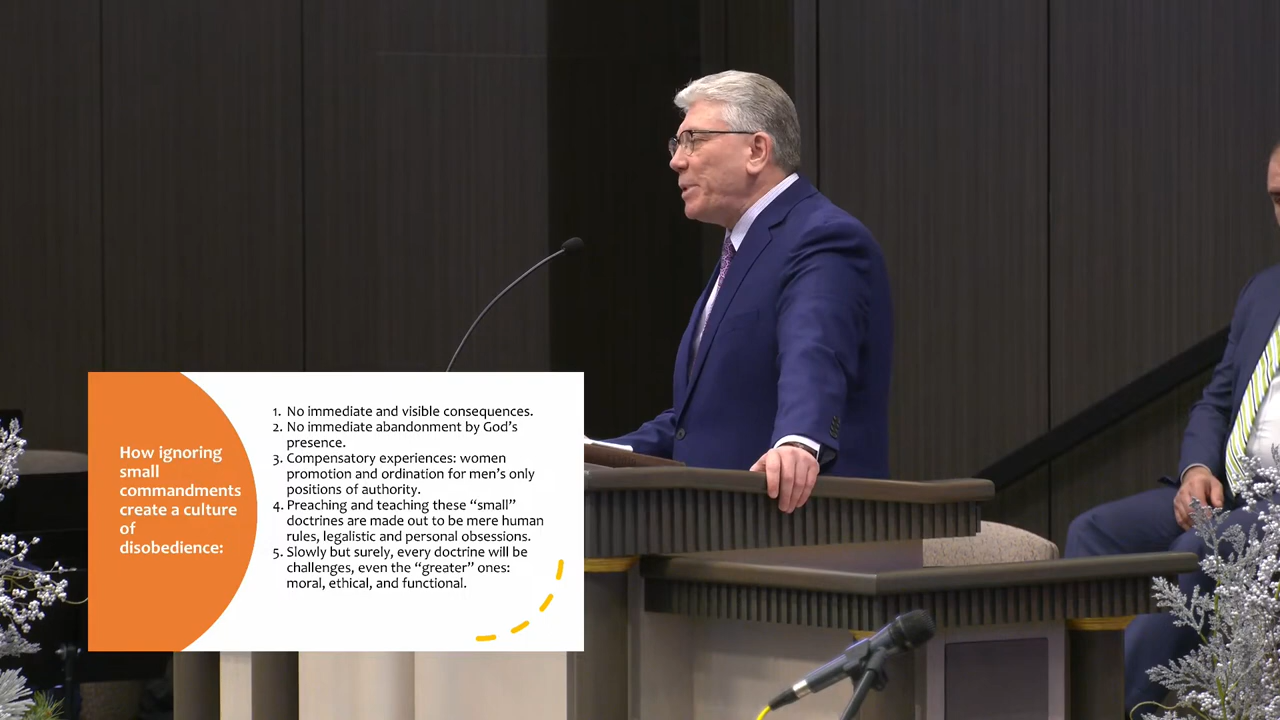 How ignoring
small
commandments
create a culture
of
disobedience:
1. No immediate and visible consequences.
2. No immediate abandonment by God's
presence.
3. Compensatory experiences: women
promotion and ordination for men's only
positions of authority.
4. Preaching and teaching these “small”
doctrines are made out to be mere human
rules, legalistic and personal obsessions.
5. Slowly but surely, every doctrine will be
challenges, even the “greater” ones:
moral, ethical, and functional.